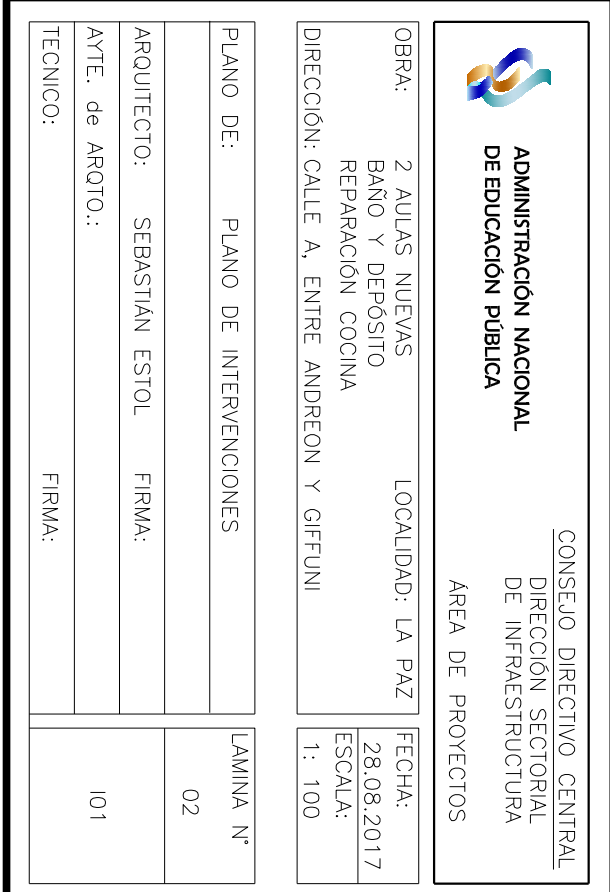 ADMINISTRACIÓN NACIONAL
DE EDUCACIÓN PÚBLICA
CONSEJO DIRECTIVO CENTRAL
DIRECCIÓN SECTORIAL
DE INFRAESTRUCTURA
ÁREA DE PROYECTOS
OBRA: 2 AULAS NUEVAS LOCALIDAD: LA PAZ
BAÑO Y DEPÓSITO
REPARACIÓN COCINA
DIRECCIÓN: CALLE A, ENTRE ANDREON Y GIFFUNI
FECHA:
28.08.2017
ESCALA:
1: 100
PLANO DE: PLANO DE INTERVENCIONES
ARQUITECTO: SEBASTIÁN ESTOL FIRMA:
AYTE. de ARQTO.:
TECNICO: FIRMA:
LAMINA N°
02
I01